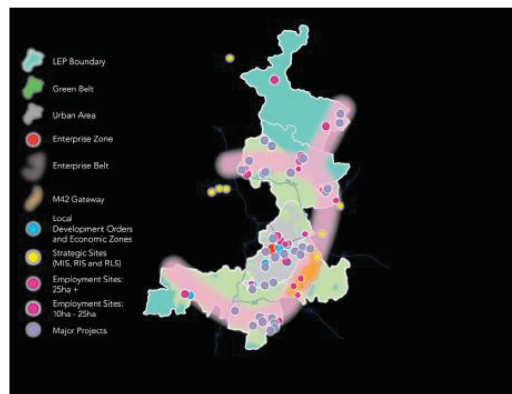 LEP Boundary
Green Belt
Urban Area
Enterprise Zone
Enterprise Belt
M42 Gateway
Local
Development Orders
and Economic Zones
Strategic Sites
(MIS, RIS and RLS)
Employment Sites:
25ha +
Employment Sites:
10ha - 25ha
Major Projects